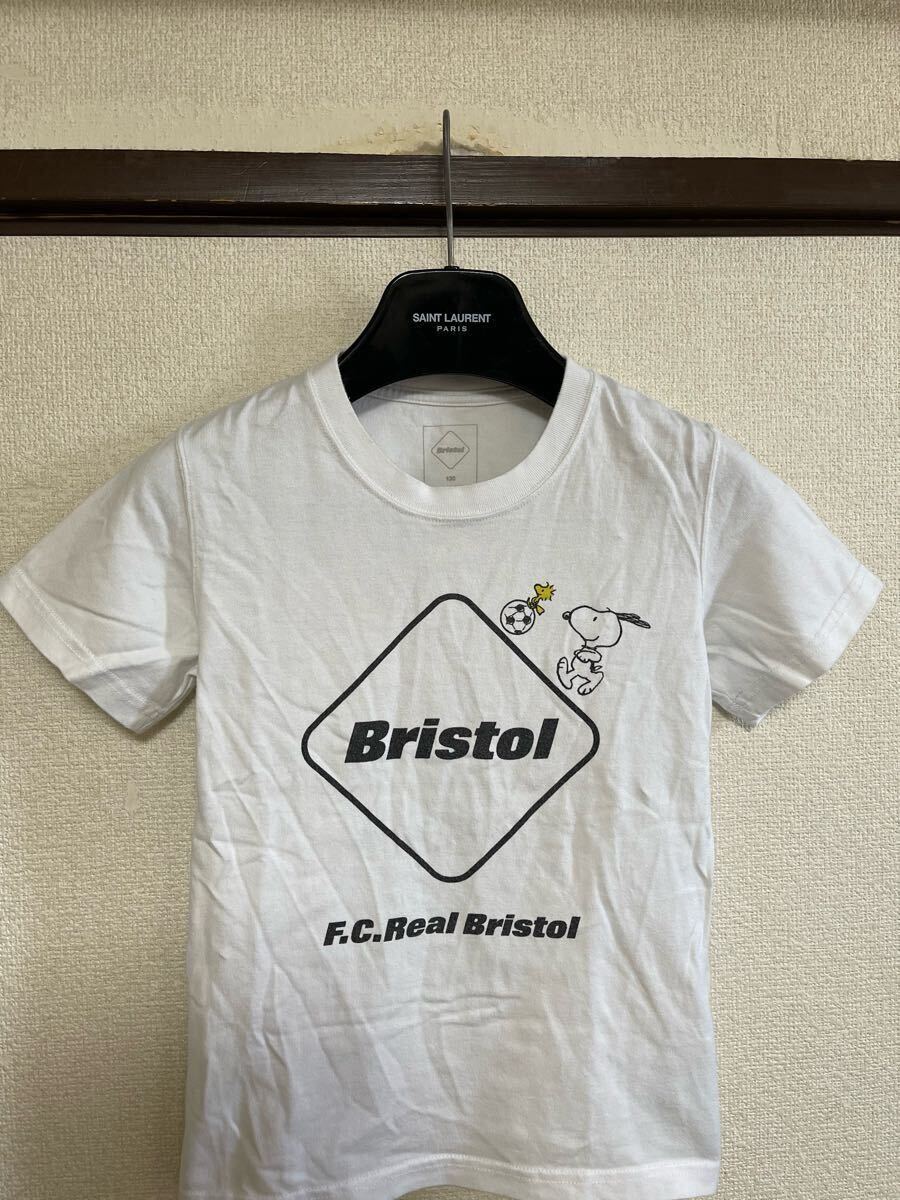 SAINT LAURENT
PARIS
Bristol
130
Bristol
F.C.Real Bristol